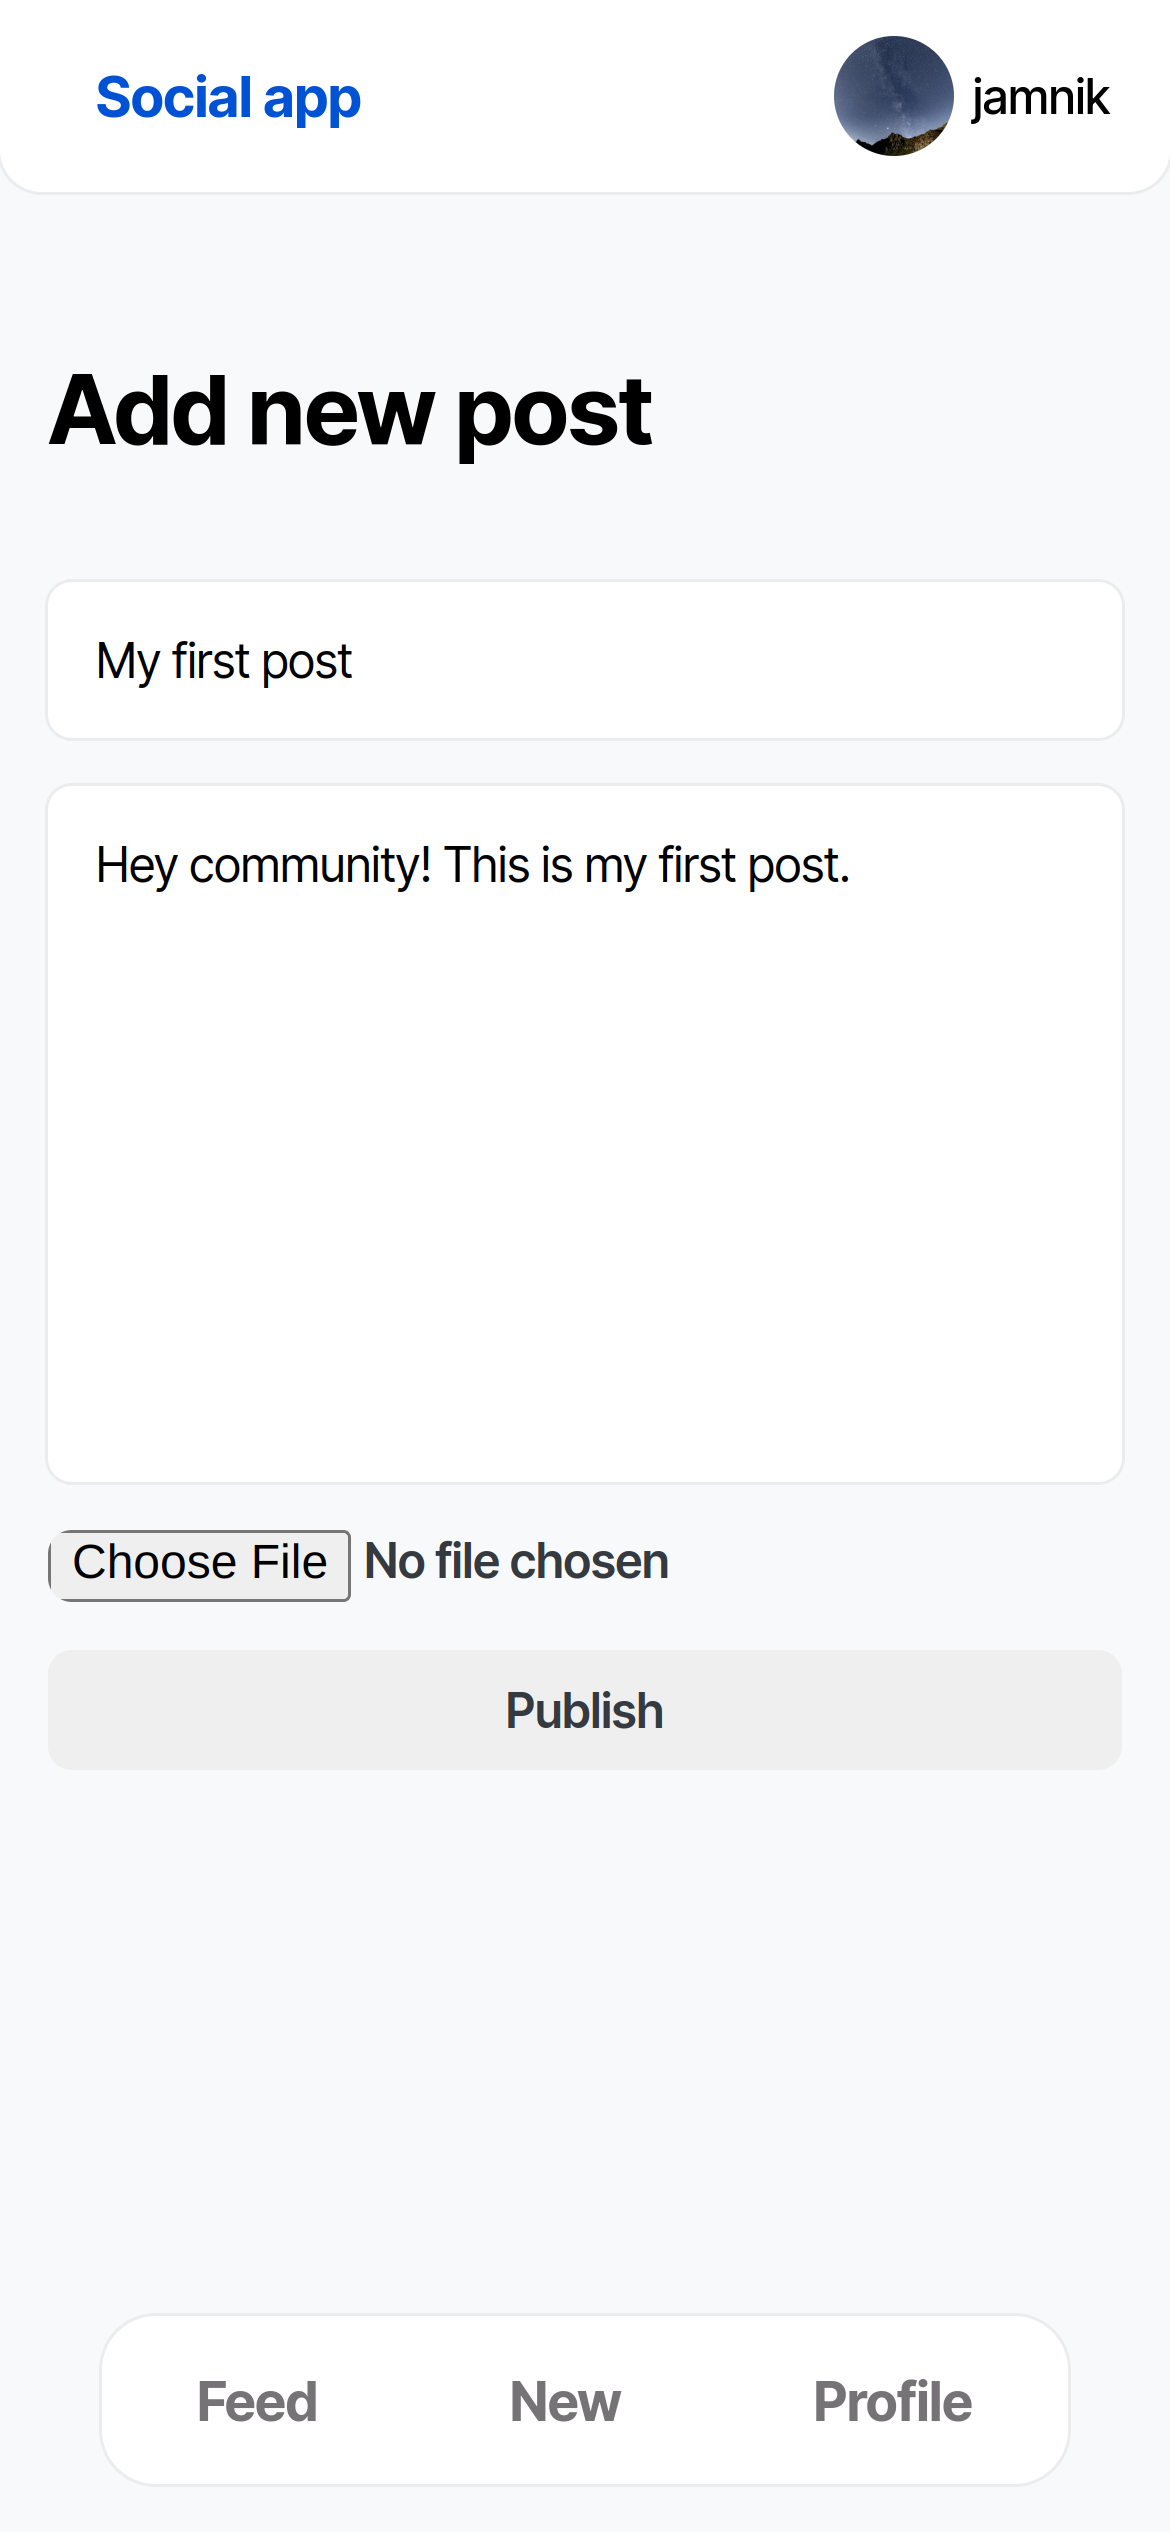 Social app
jamnik
Add new post
My first post
Hey community! This is my first post.
Choose File No file chosen
Publish
Feed New Profile